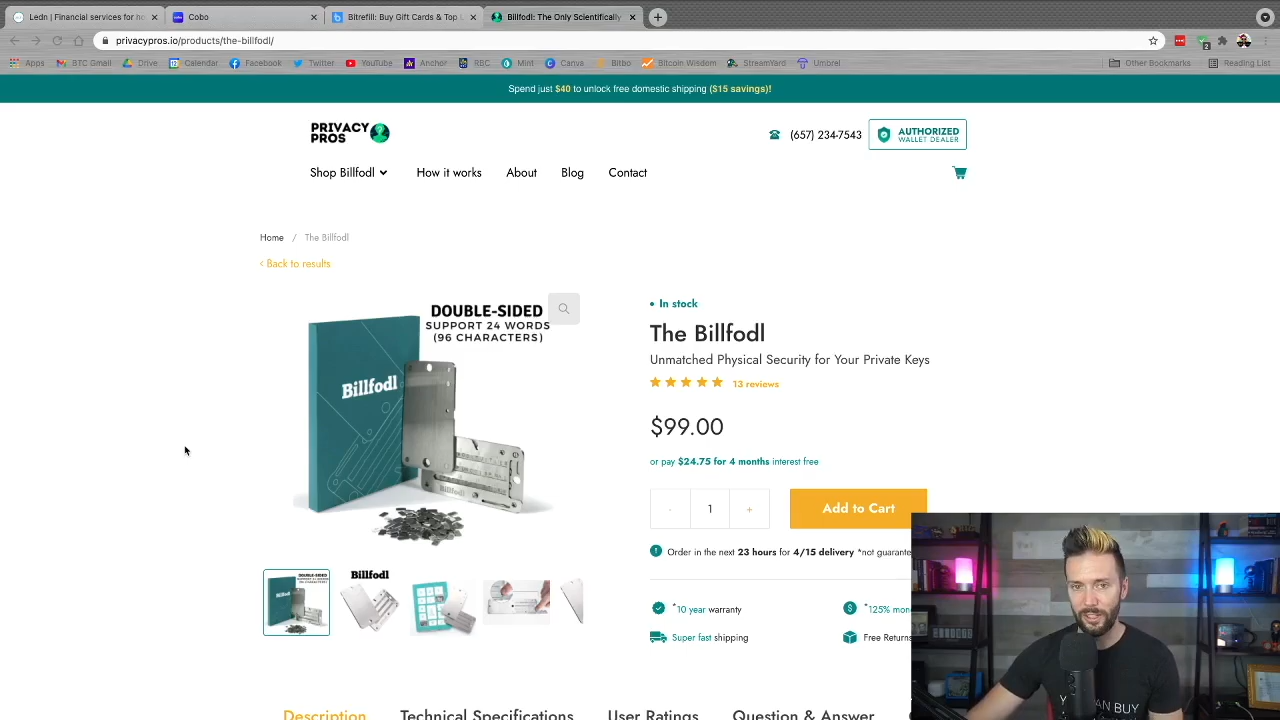 Ledn | Financial services for ho
Cobo
Bitrefill: Buy Gift Cards & Top U
Billfodl: The Only Scientifically
privacypros.io/products/the-billfodl/
Apps
BTC Gmail
Drive
Calendar
Facebook
Twitter
YouTube
Anchor
RBC
Mint
Canva
Bitbo
Bitcoin Wisdom
StreamYard
Umbrel
Other Bookmarks
Reading List
Spend just $40 to unlock free domestic shipping ($15 savings)!
PRIVACY
PROS
(657) 234-7543
AUTHORIZED
WALLET DEALER
Shop Billfodl
How it works
About
Blog
Contact
Home / The Billfodl
‹ Back to results
DOUBLE-SIDED
SUPPORT 24 WORDS
(96 CHARACTERS)
Billfodl
Billfodl
• In stock
The Billfodl
Unmatched Physical Security for Your Private Keys
13 reviews
$99.00
or pay $24.75 for 4 months interest free
- 1 +
Add to Cart
Order in the next 23 hours for 4/15 delivery *not guarante
*10 year warranty
*125% mon
Super fast shipping
Free Returns
Billfodl
Description
Technical Specifications
User Ratings
Question & Answer
AN BUY